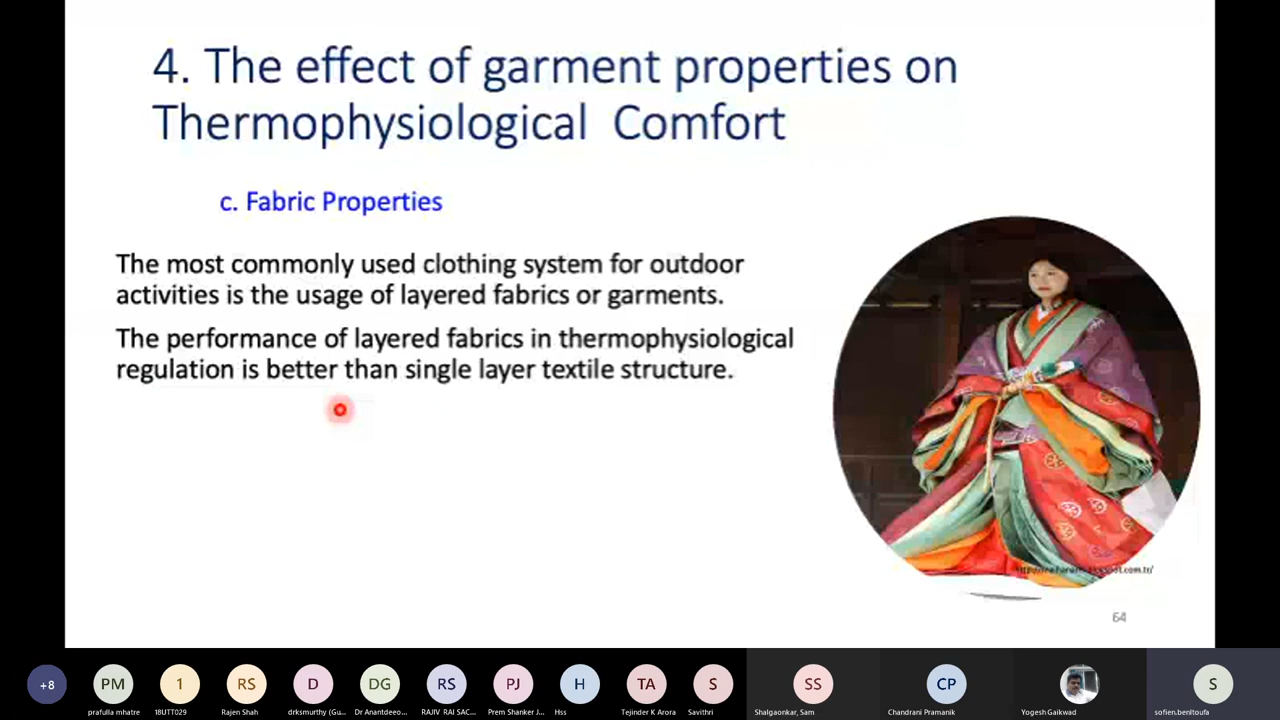 4. The effect of garment properties on
Thermophysiological Comfort
c. Fabric Properties
The most commonly used clothing system for outdoor
activities is the usage of layered fabrics or garments.
The performance of layered fabrics in thermophysiological
regulation is better than single layer textile structure.
64
+8
PM
1
RS
D
DG
RS
PJ
H
TA
S
SS
CP
S
prafulla mhatre
18UTT029
Rajen Shah
drksmurthy (Gu...
Dr Anantdeeo...
RAJIV RAI SAC...
Prem Shanker J...
Hss
Tejinder K Arora
Savithri
Shalgaonkar, Sam
Chandrani Pramanik
Yogesh Gaikwad
sofien.benltoufa